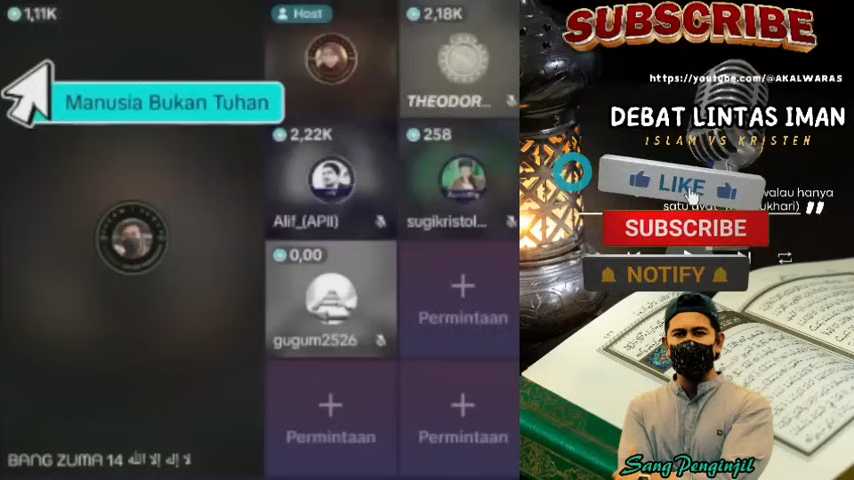 1,11K
Manusia Bukan Tuhan
BANG ZUMA 14 لا إله إلا الله
Host
2,18K
THEODOR...
2,22K
258
Alif_(APII)
sugikristol...
0,00
gugum2526
Permintaan
Permintaan
Permintaan
SUBSCRIBE
https://youtube.com/@AKALWARAS
DEBAT LINTAS IMAN
ISLAM VS KRISTEN
LIKE
walau hanya
satu ayat
SUBSCRIBE
NOTIFY
Sang Penginjil